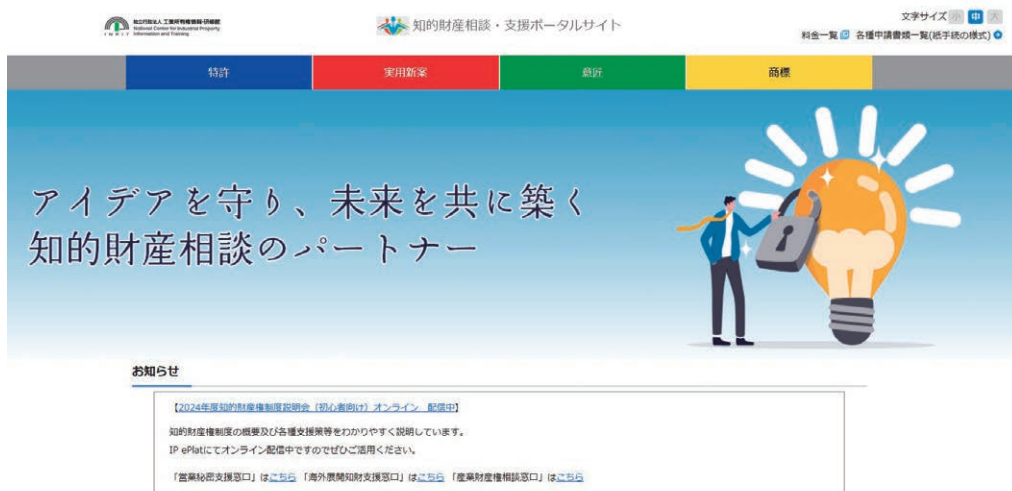 独立行政法人 工業所有権情報・研修館
National Center for Industrial Property
Information and Training
INPIT
知的財産相談・支援ポータルサイト
文字サイズ 小 中 大
料金一覧 各種申請書類一覧(紙手続の様式)
特許 実用新案 意匠 商標
アイデアを守り、未来を共に築く
知的財産相談のパートナー
お知らせ
【2024年度知的財産権制度説明会（初心者向け）オンライン 配信中】
知的財産権制度の概要及び各種支援策等をわかりやすく説明しています。
IP ePlatにてオンライン配信中ですのでぜひご活用ください。
「営業秘密支援窓口」はこちら 「海外展開知財支援窓口」はこちら 「産業財産権相談窓口」はこちら